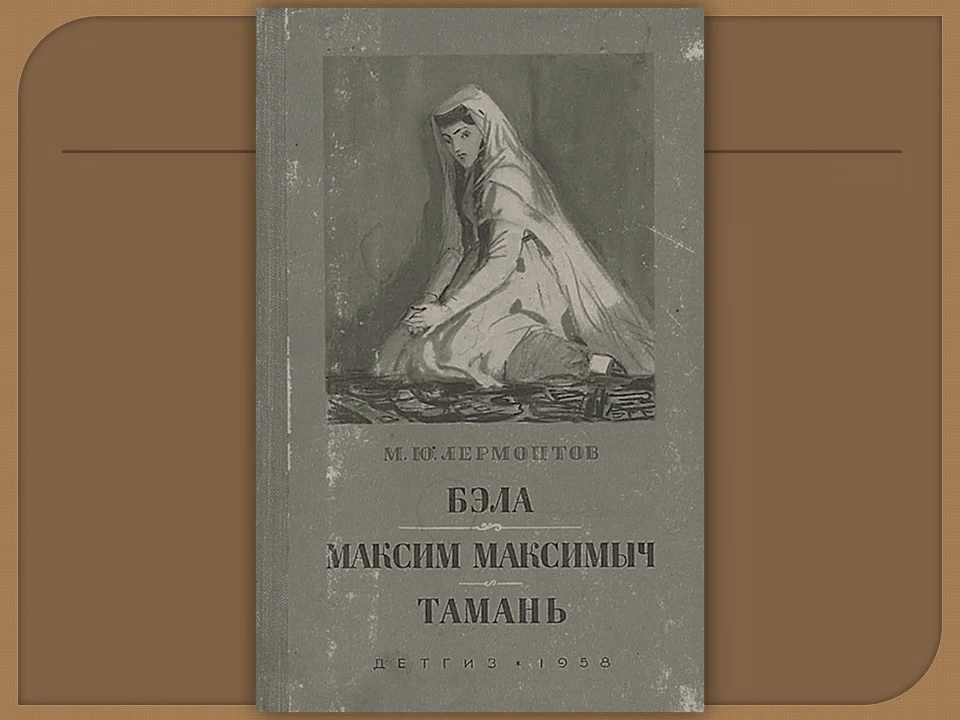 М.Ю.ЛЕРМОНТОВ
БЭЛА
МАКСИМ МАКСИМЫЧ
ТАМАНЬ
ДЕТГИЗ * 1958